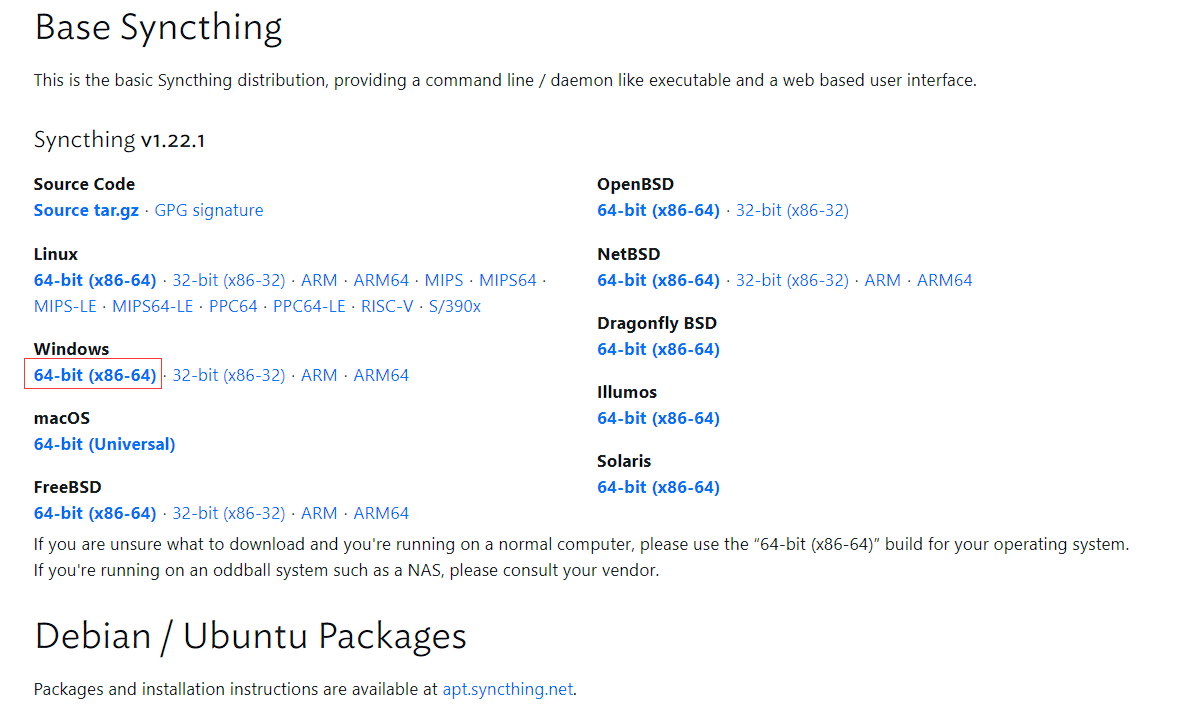 Base Syncthing
This is the basic Syncthing distribution, providing a command line / daemon like executable and a web based user interface.
Syncthing v1.22.1
Source Code
Source tar.gz · GPG signature
Linux
64-bit (x86-64) · 32-bit (x86-32) · ARM · ARM64 · MIPS · MIPS64 ·
MIPS-LE · MIPS64-LE · PPC64 · PPC64-LE · RISC-V · S/390x
Windows
64-bit (x86-64) · 32-bit (x86-32) · ARM · ARM64
macOS
64-bit (Universal)
FreeBSD
64-bit (x86-64) · 32-bit (x86-32) · ARM · ARM64
OpenBSD
64-bit (x86-64) · 32-bit (x86-32)
NetBSD
64-bit (x86-64) · 32-bit (x86-32) · ARM · ARM64
Dragonfly BSD
64-bit (x86-64)
Illumos
64-bit (x86-64)
Solaris
64-bit (x86-64)
If you are unsure what to download and you're running on a normal computer, please use the “64-bit (x86-64)” build for your operating system.
If you're running on an oddball system such as a NAS, please consult your vendor.
Debian / Ubuntu Packages
Packages and installation instructions are available at apt.syncthing.net.